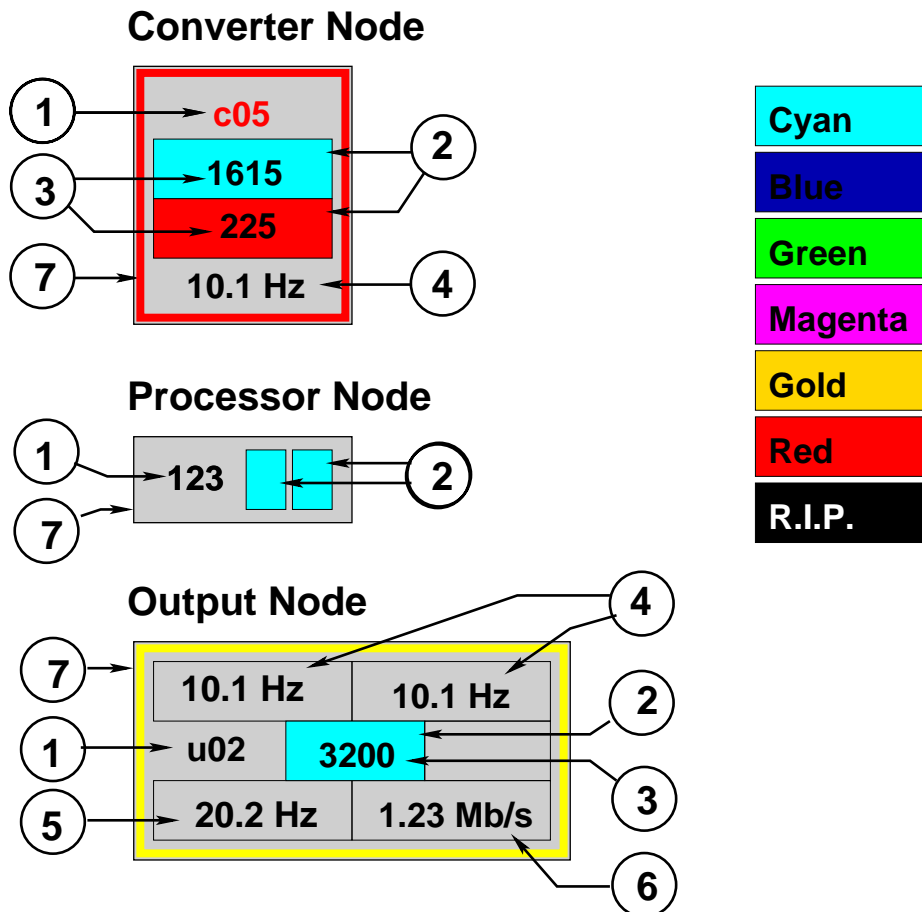 Converter Node
1
c05
2
1615
3
225
7
10.1 Hz
4
Processor Node
1
123
2
7
Output Node
4
7
10.1 Hz
10.1 Hz
2
1
u02
3200
3
5
20.2 Hz
1.23 Mb/s
6
Cyan
Blue
Green
Magenta
Gold
Red
R.I.P.